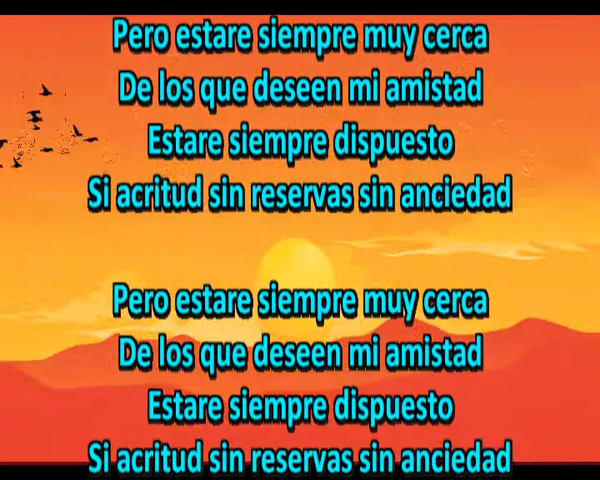 Pero estare siempre muy cerca
De los que deseen mi amistad
Estare siempre dispuesto
Si acritud sin reservas sin anciedad
Pero estare siempre muy cerca
De los que deseen mi amistad
Estare siempre dispuesto
Si acritud sin reservas sin anciedad